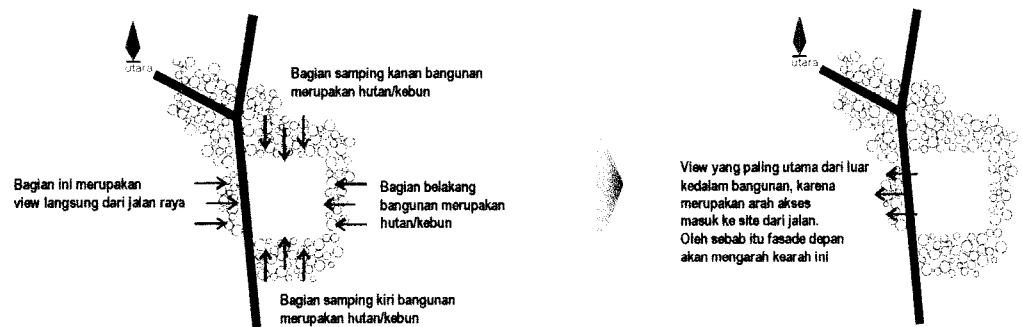 utara
Bagian samping kanan bangunan
merupakan hutan/kebun
Bagian ini merupakan
view langsung dari jalan raya
Bagian belakang
bangunan merupakan
hutan/kebun
Bagian samping kiri bangunan
merupakan hutan/kebun
utara
View yang paling utama dari luar
kedalam bangunan, karena
merupakan arah akses
masuk ke site dari jalan.
Oleh sebab itu fasade depan
akan mengarah kearah ini